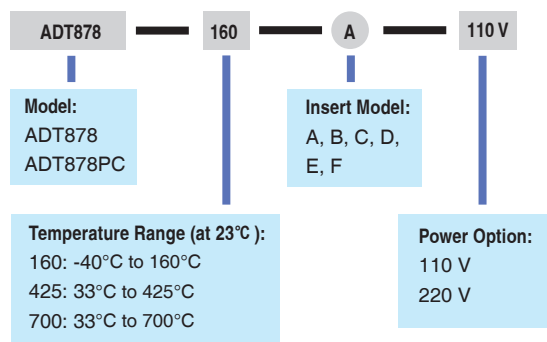 ADT878 160 A 110 V
Model:
ADT878
ADT878PC
Insert Model:
A, B, C, D,
E, F
Temperature Range (at 23°C ):
160: -40°C to 160°C
425: 33°C to 425°C
700: 33°C to 700°C
Power Option:
110 V
220 V